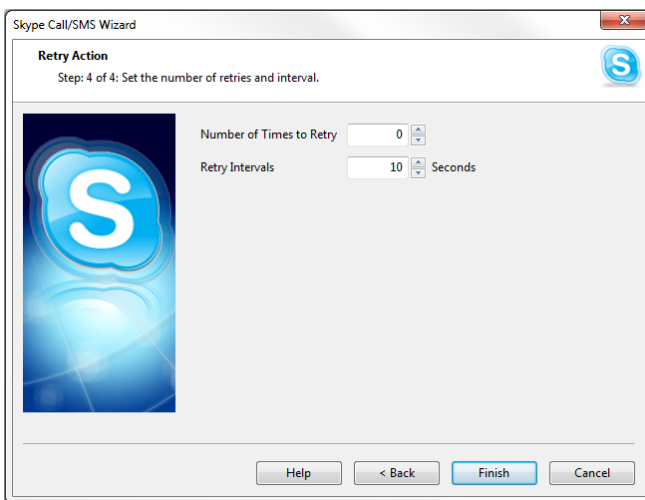 Skype Call/SMS Wizard
Retry Action
Step: 4 of 4: Set the number of retries and interval.
S
S
Number of Times to Retry 0
Retry Intervals 10 Seconds
Help < Back Finish Cancel